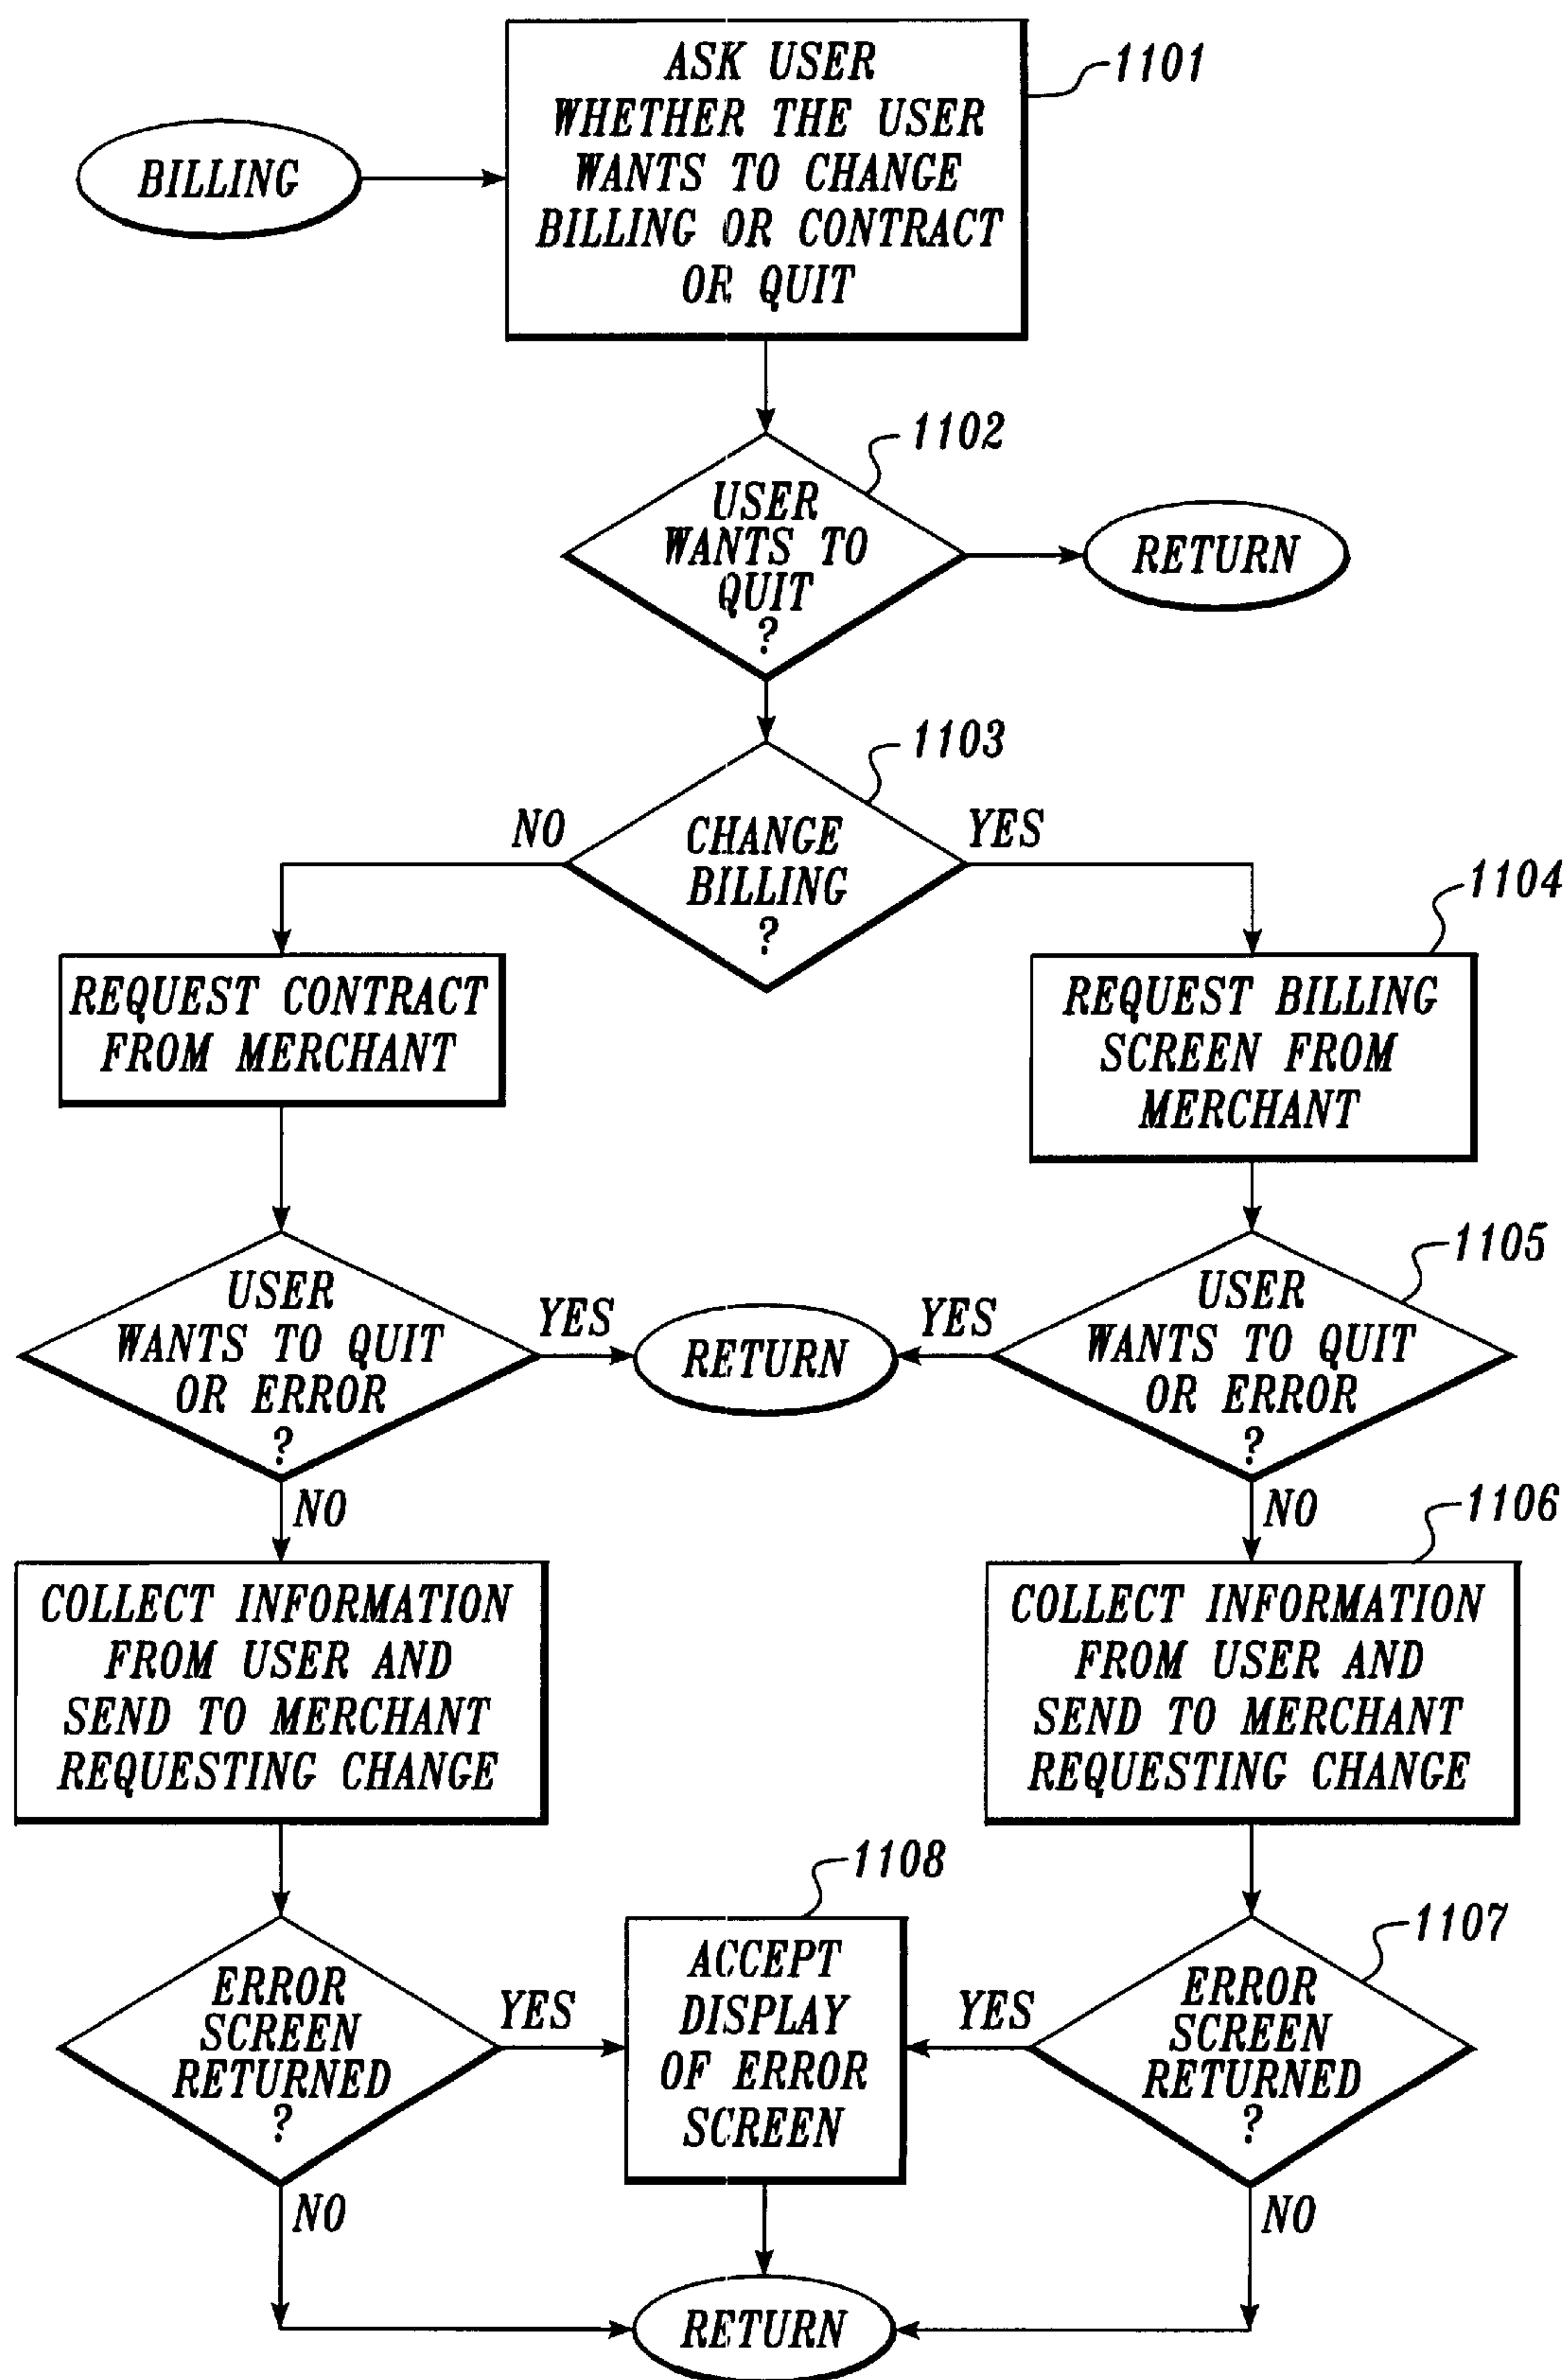 BILLING
ASK USER
WHETHER THE USER
WANTS TO CHANGE
BILLING OR CONTRACT
OR QUIT
1101
1102
USER
WANTS TO
QUIT
?
RETURN
1103
NO
CHANGE
BILLING
?
YES
1104
REQUEST CONTRACT
FROM MERCHANT
REQUEST BILLING
SCREEN FROM
MERCHANT
1105
USER
WANTS TO QUIT
OR ERROR
?
YES
RETURN
YES
USER
WANTS TO QUIT
OR ERROR
?
NO
NO
1106
COLLECT INFORMATION
FROM USER AND
SEND TO MERCHANT
REQUESTING CHANGE
COLLECT INFORMATION
FROM USER AND
SEND TO MERCHANT
REQUESTING CHANGE
1108
1107
ERROR
SCREEN
RETURNED
?
YES
ACCEPT
DISPLAY
OF ERROR
SCREEN
YES
ERROR
SCREEN
RETURNED
?
NO
NO
RETURN